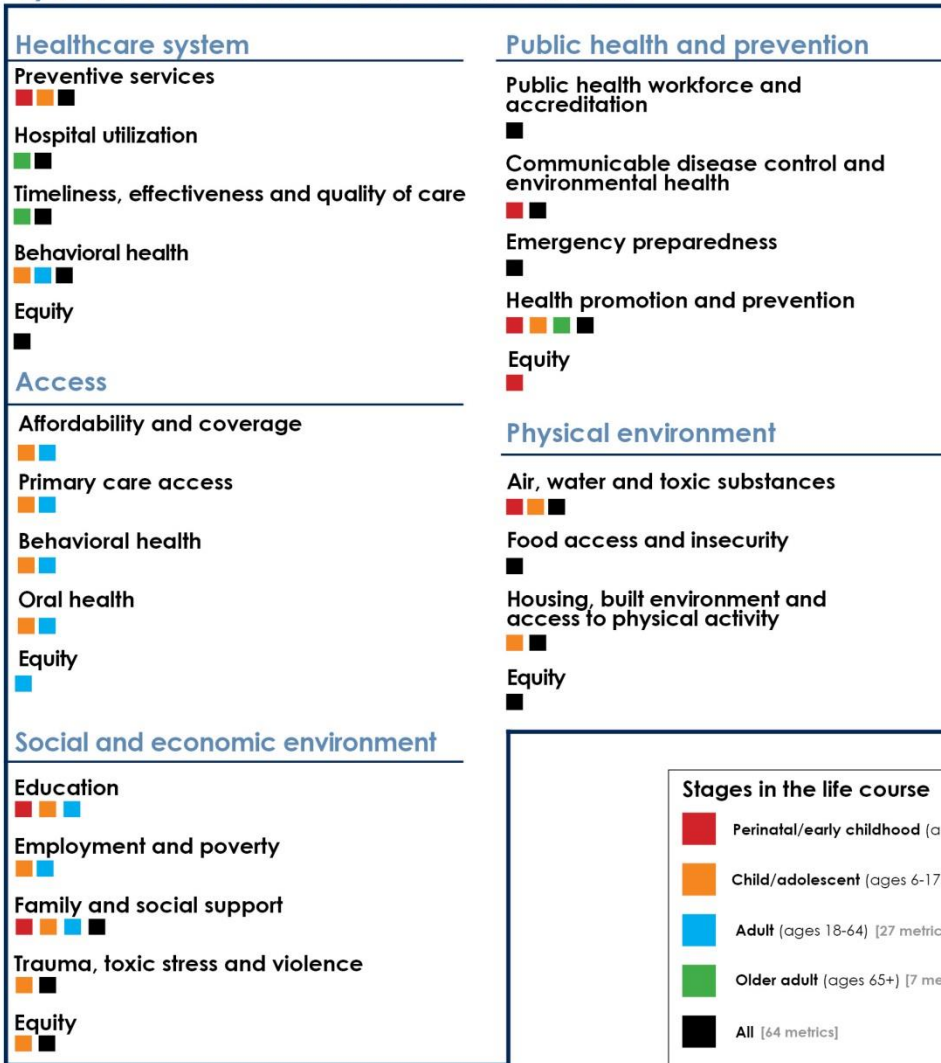 Healthcare system
Preventive services
Hospital utilization
Timeliness, effectiveness and quality of care
Behavioral health
Equity
Access
Affordability and coverage
Primary care access
Behavioral health
Oral health
Equity
Social and economic environment
Education
Employment and poverty
Family and social support
Trauma, toxic stress and violence
Equity
Public health and prevention
Public health workforce and
accreditation
Communicable disease control and
environmental health
Emergency preparedness
Health promotion and prevention
Equity
Physical environment
Air, water and toxic substances
Food access and insecurity
Housing, built environment and
access to physical activity
Equity
Stages in the life course
Perinatal/early childhood
Child/adolescent (ages 6-17
Adult (ages 18-64) [27
Older adult (ages 65+) [7
All [64 metrics]